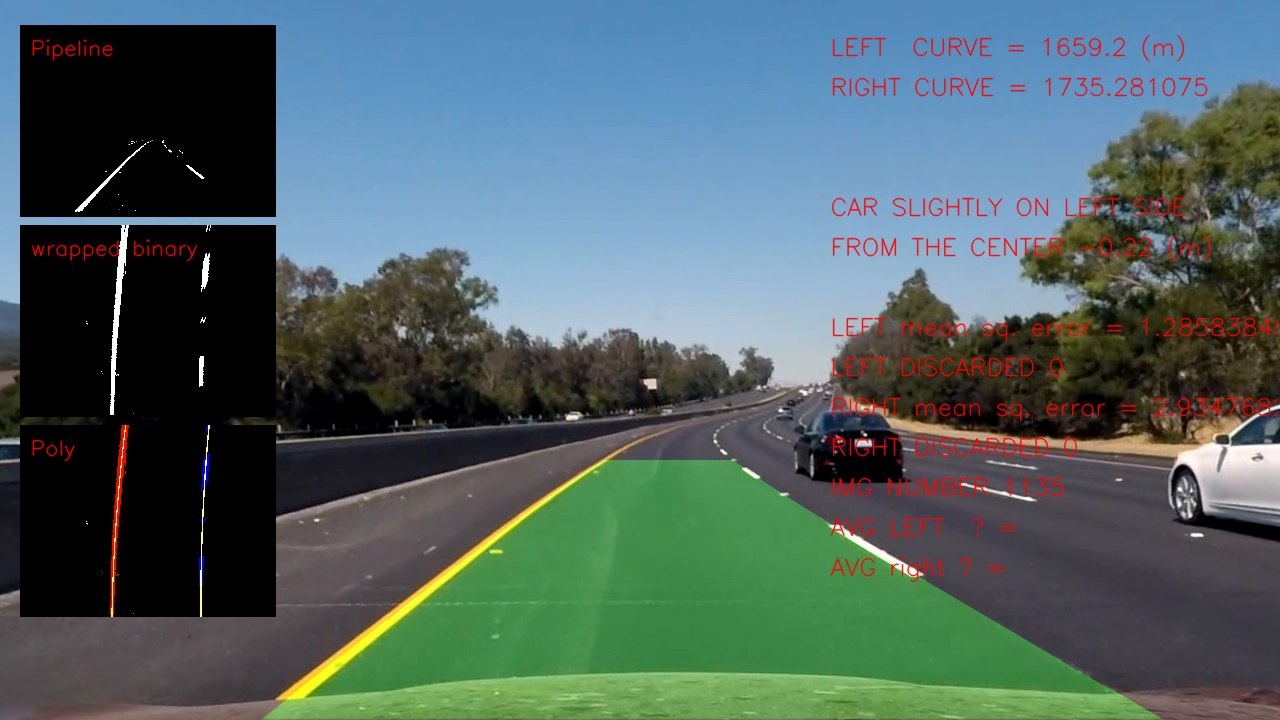 Pipeline
wrapped binary
Poly
LEFT CURVE = 1659.2 (m)
RIGHT CURVE = 1735.281075
CAR SLIGHTLY ON LEFT SIDE
FROM THE CENTER -0.22 (m)
LEFT mean sq. error = 1.2858384
LEFT DISCARDED 0
RIGHT mean sq. error = 2.934768
RIGHT DISCARDED 0
IMG NUMBER 1135
AVG LEFT ? =
AVG right ? =